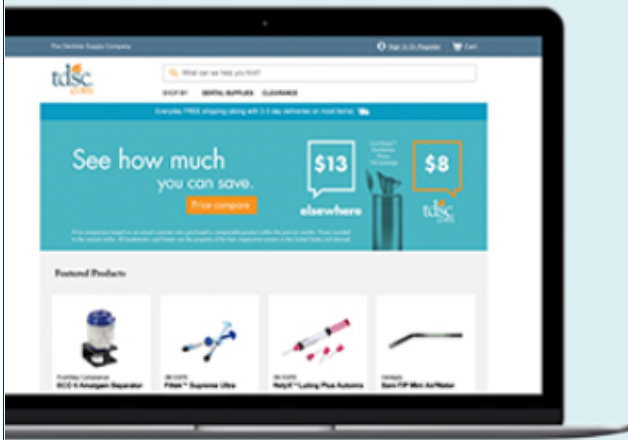 The Dentists Supply Company
Sign In Or Register Cart
tdsc
.com
What can we help you find?
SHOP BY: DENTAL SUPPLIES CLEARANCE
Everyday FREE shipping (along with 2-3 day deliveries on most items)
See how much
you can save.
Price compare
$13
elsewhere
$8
tdsc
.com
Featured Products
ECO II Amalgam Separator
Filtek™ Supreme Ultra
RelyX™ Luting Plus Automix
Sani-TIP Mini Air/Water